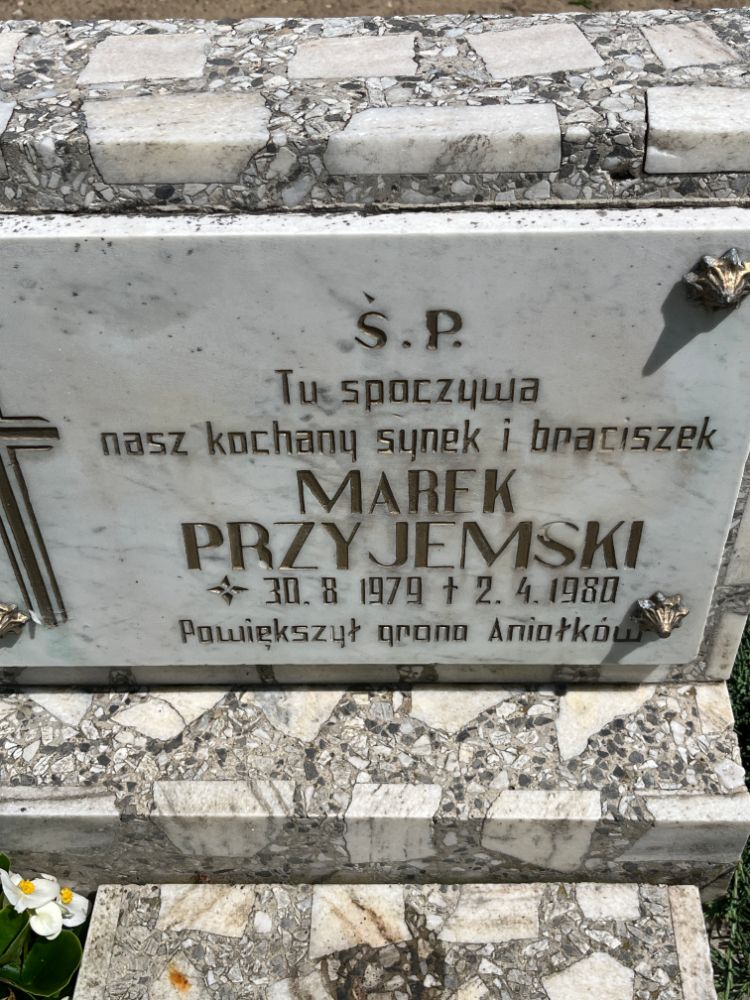 Ś.P.
Tu spoczywa
nasz kochany synek i braciszek
MAREK
PRZYJEMSKI
30.8 1979 † 2.4.1980
Powiększył grono Aniołków